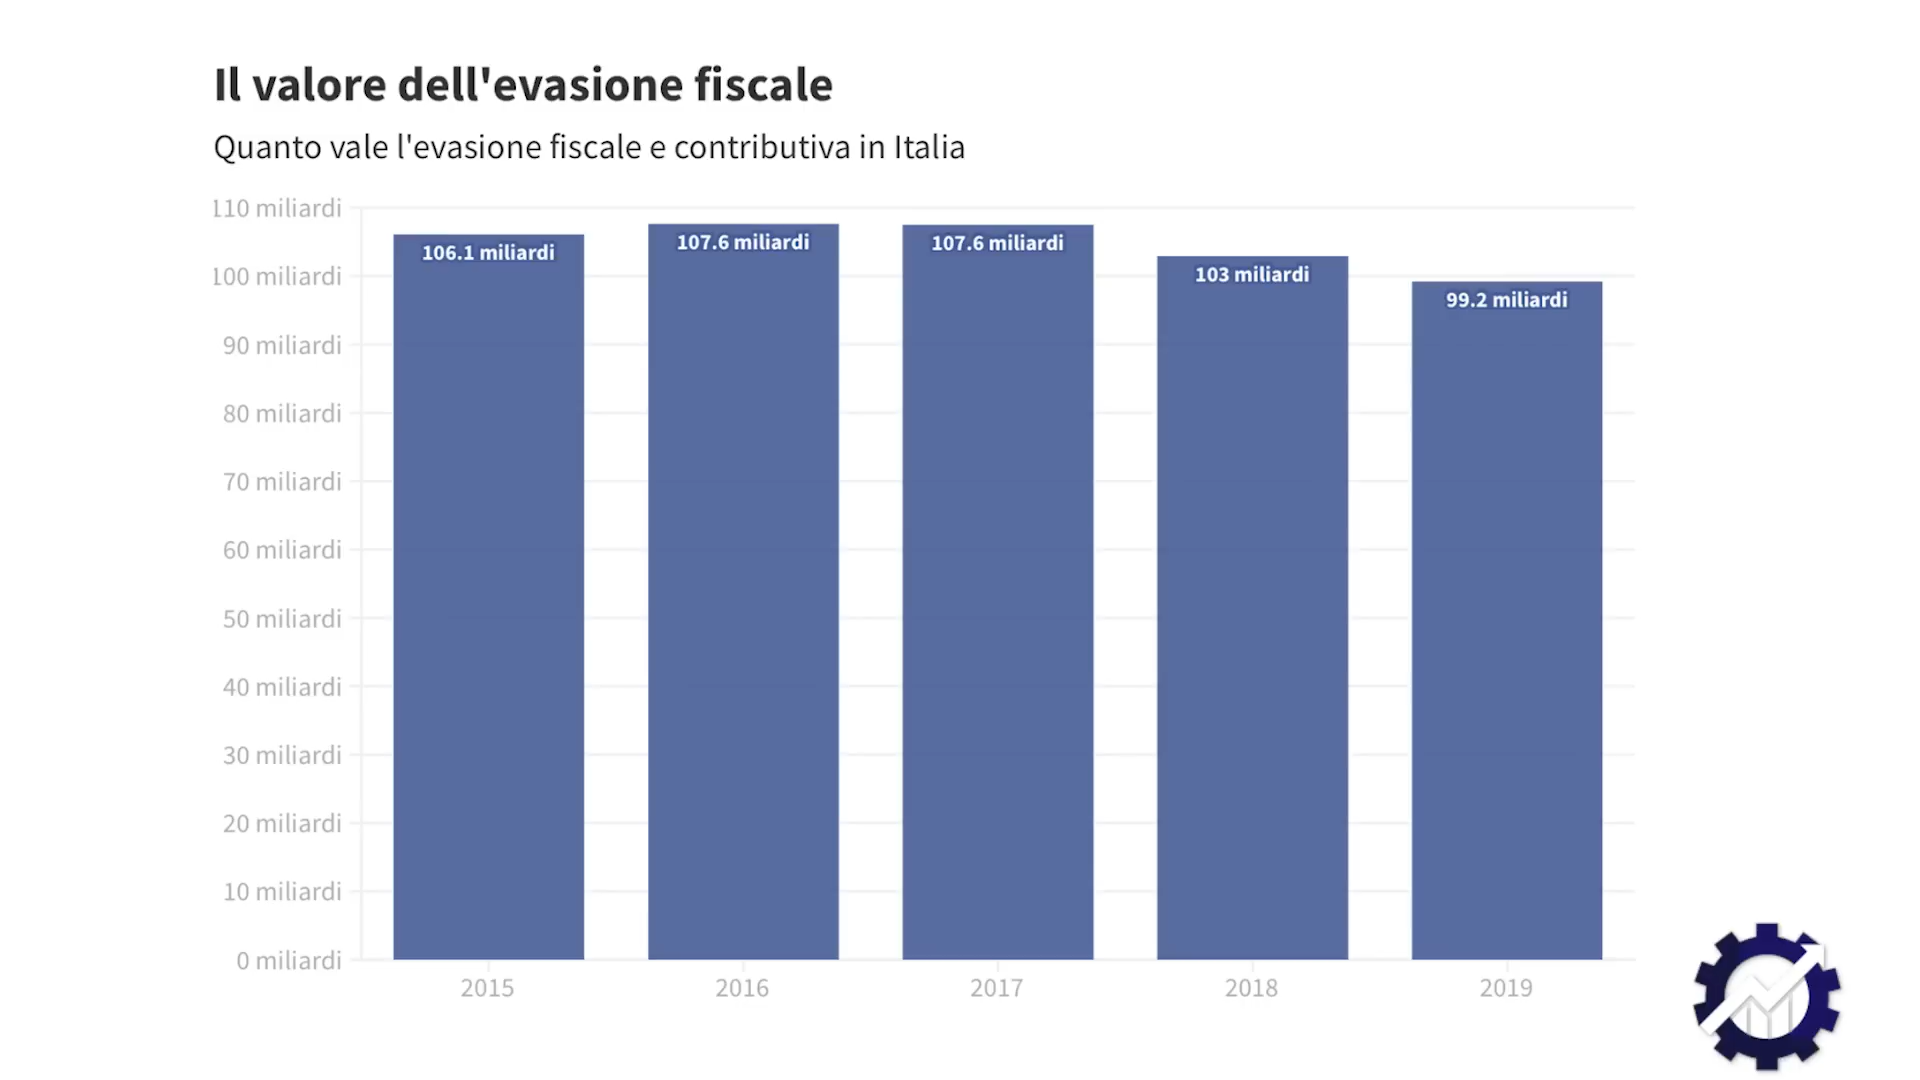 Il valore dell'evasione fiscale
Quanto vale l'evasione fiscale e contributiva in Italia
110 miliardi
100 miliardi
90 miliardi
80 miliardi
70 miliardi
60 miliardi
50 miliardi
40 miliardi
30 miliardi
20 miliardi
10 miliardi
0 miliardi
106.1 miliardi
107.6 miliardi
107.6 miliardi
103 miliardi
99.2 miliardi
2015
2016
2017
2018
2019